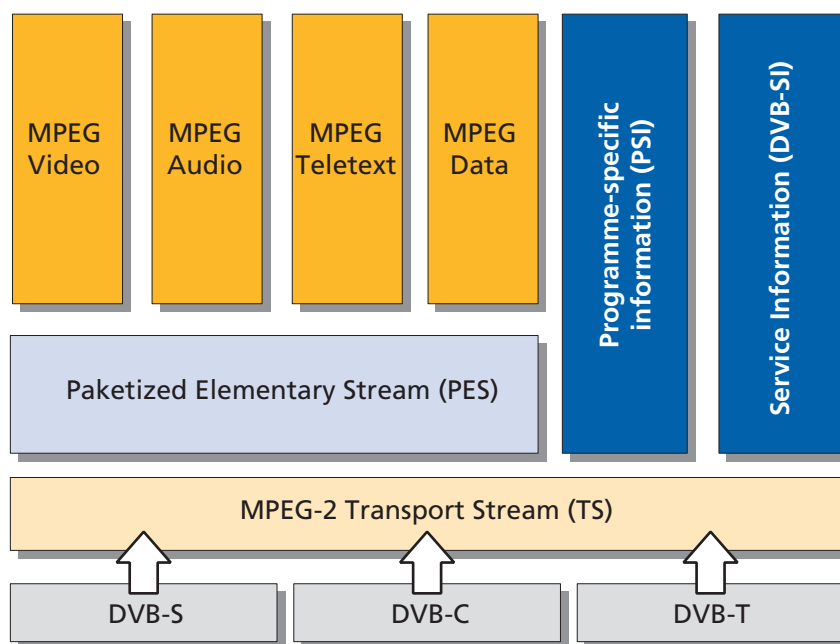 MPEG
Video
MPEG
Audio
MPEG
Teletext
MPEG
Data
Programme-specific
information (PSI)
Service Information (DVB-SI)
Paketized Elementary Stream (PES)
MPEG-2 Transport Stream (TS)
DVB-S
DVB-C
DVB-T